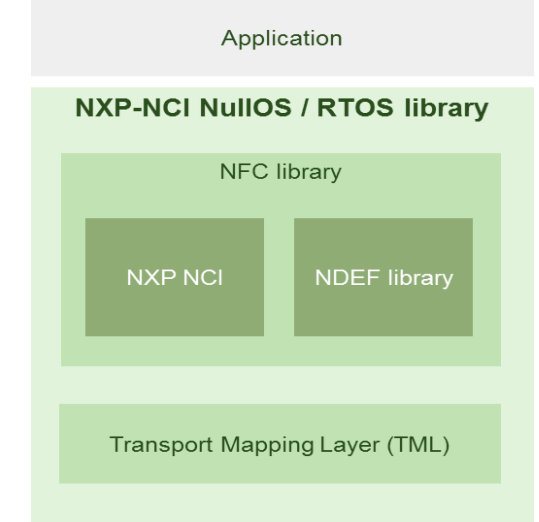 Application
NXP-NCI NullOS / RTOS library
NFC library
NXP NCI
NDEF library
Transport Mapping Layer (TML)